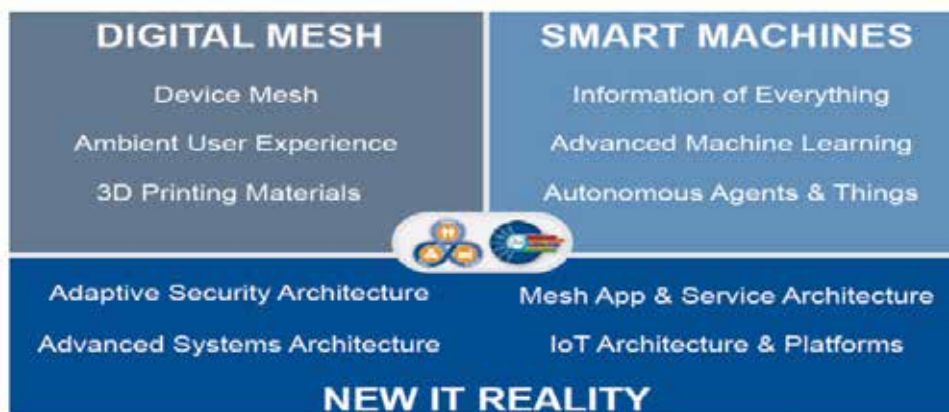 DIGITAL MESH
Device Mesh
Ambient User Experience
3D Printing Materials
SMART MACHINES
Information of Everything
Advanced Machine Learning
Autonomous Agents & Things
Adaptive Security Architecture
Advanced Systems Architecture
Mesh App & Service Architecture
IoT Architecture & Platforms
NEW IT REALITY